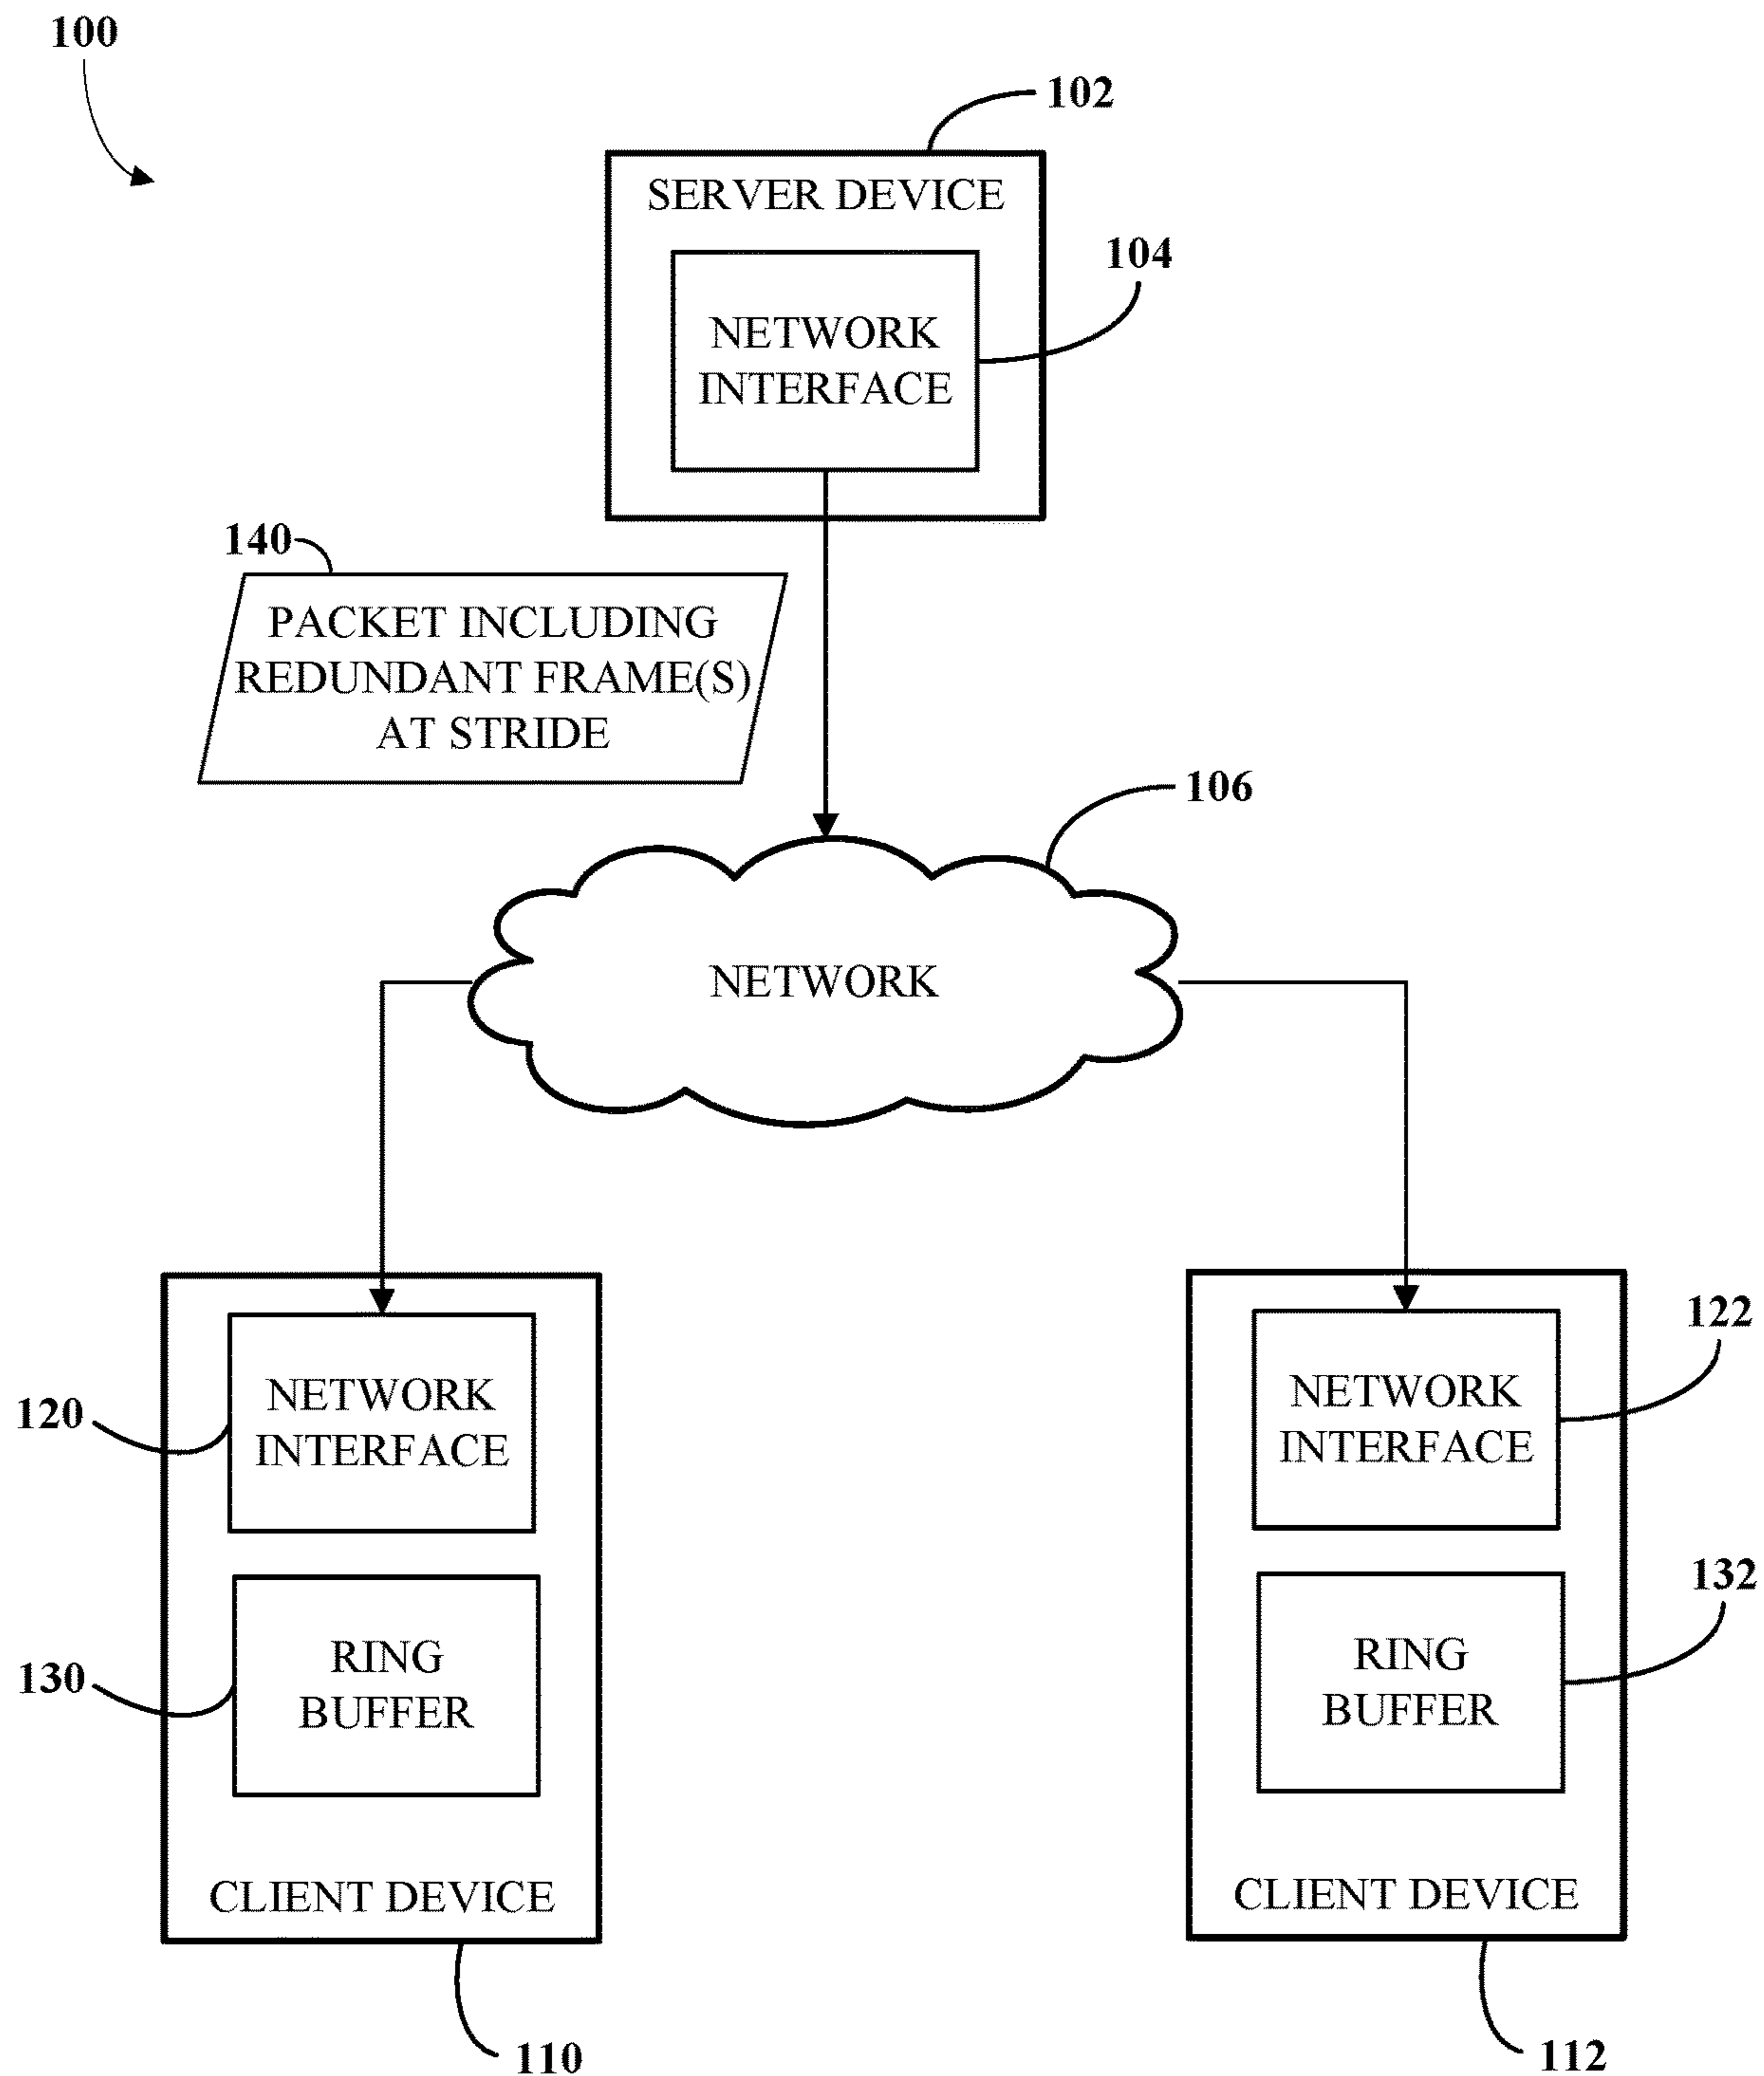 100
102
SERVER DEVICE
104
NETWORK
INTERFACE
140
PACKET INCLUDING
REDUNDANT FRAME(S)
AT STRIDE
106
NETWORK
122
NETWORK
INTERFACE
120
NETWORK
INTERFACE
132
RING
BUFFER
130
RING
BUFFER
CLIENT DEVICE
CLIENT DEVICE
110
112